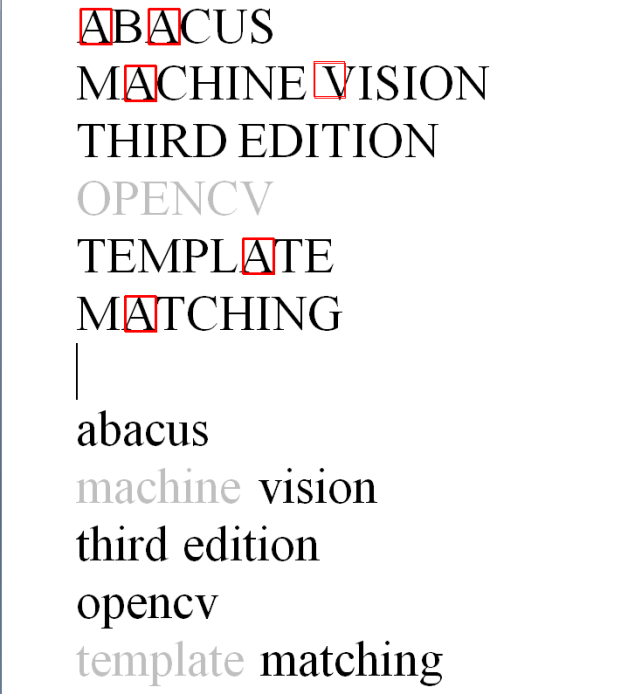 ABACUS
MACHINE VISION
THIRD EDITION
OPENCV
TEMPLATE
MATCHING
abacus
machine vision
third edition
opencv
template matching